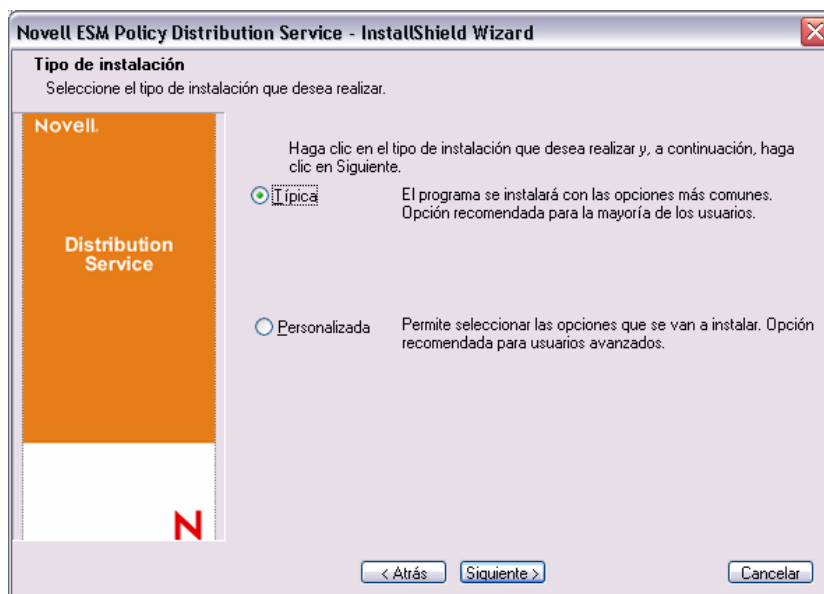 Novell ESM Policy Distribution Service - InstallShield Wizard
Tipo de instalación
Seleccione el tipo de instalación que desea realizar.
Novell.
Distribution
Service
Haga clic en el tipo de instalación que desea realizar y, a continuación, haga
clic en Siguiente.
Típica
El programa se instalará con las opciones más comunes.
Opción recomendada para la mayoría de los usuarios.
Personalizada
Permite seleccionar las opciones que se van a instalar. Opción
recomendada para usuarios avanzados.
N
< Atrás
Siguiente >
Cancelar